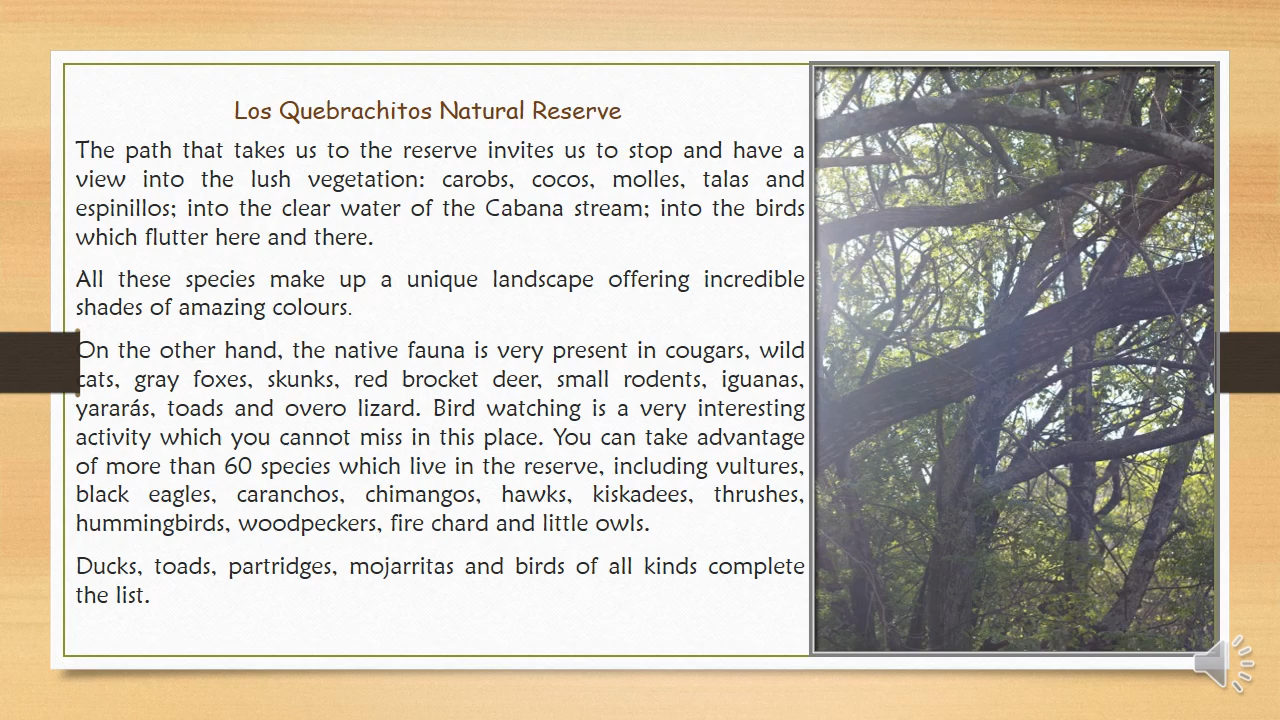 Los Quebrachitos Natural Reserve
The path that takes us to the reserve invites us to stop and have a
view into the lush vegetation: carobs, cocos, molles, talas and
espinillos; into the clear water of the Cabana stream; into the birds
which flutter here and there.
All these species make up a unique landscape offering incredible
shades of amazing colours.
On the other hand, the native fauna is very present in cougars, wild
cats, gray foxes, skunks, red brocket deer, small rodents, iguanas,
yararás, toads and overo lizard. Bird watching is a very interesting
activity which you cannot miss in this place. You can take advantage
of more than 60 species which live in the reserve, including vultures,
black eagles, caranchos, chimangos, hawks, kiskadees, thrushes,
hummingbirds, woodpeckers, fire chard and little owls.
Ducks, toads, partridges, mojarritas and birds of all kinds complete
the list.